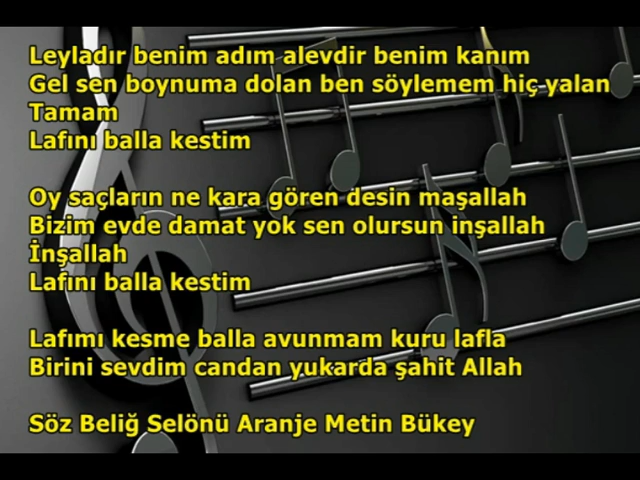 Leyladır benim adım alevdir benim kanım
Gel sen boynuma dolan ben söylemem hiç yalan
Tamam
Lafını balla kestim
Oy saçların ne kara gören desin maşallah
Bizim evde damat yok sen olursun inşallah
İnşallah
Lafını balla kestim
Lafımı kesme balla avunmam kuru lafla
Birini sevdim candan yukarda şahit Allah
Söz Beliğ Selönü Aranje Metin Bükey